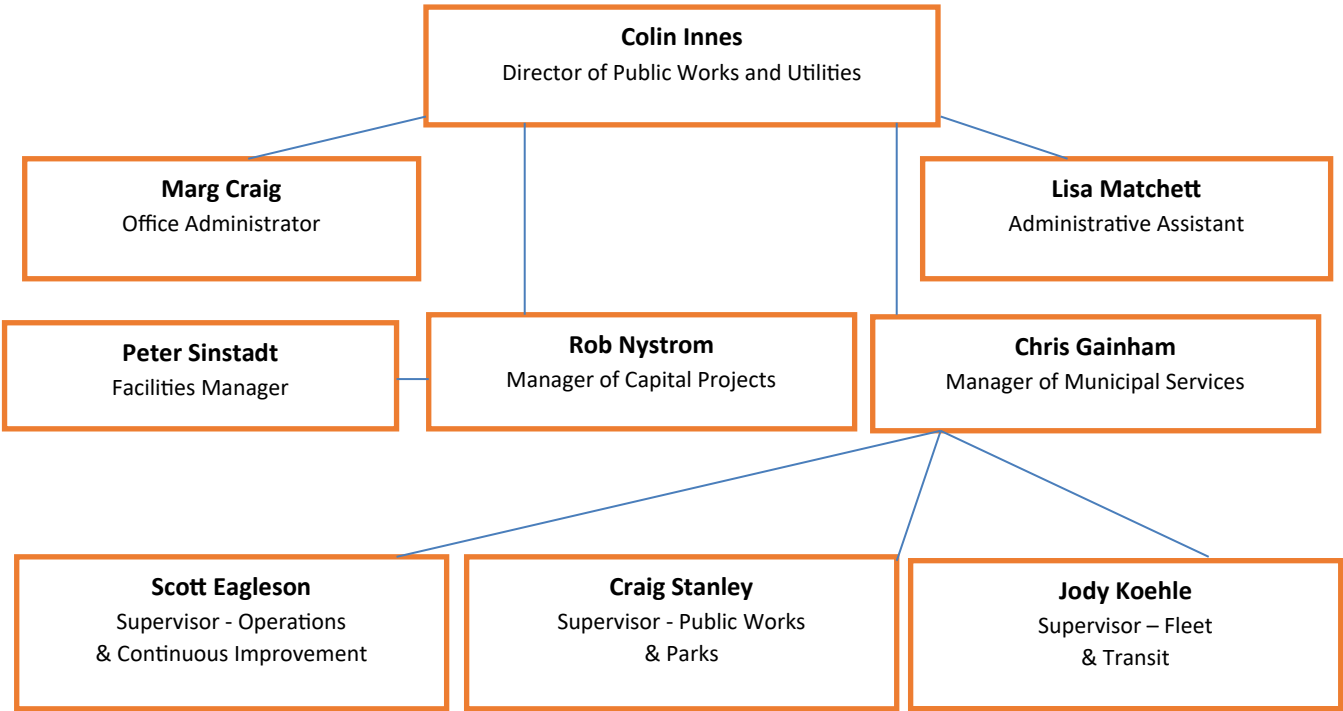 Colin Innes
Director of Public Works and Utilities
Marg Craig
Office Administrator
Lisa Matchett
Administrative Assistant
Peter Sinstadt
Facilities Manager
Rob Nystrom
Manager of Capital Projects
Chris Gainham
Manager of Municipal Services
Scott Eagleson
Supervisor - Operations
& Continuous Improvement
Craig Stanley
Supervisor - Public Works
& Parks
Jody Koehle
Supervisor – Fleet
& Transit